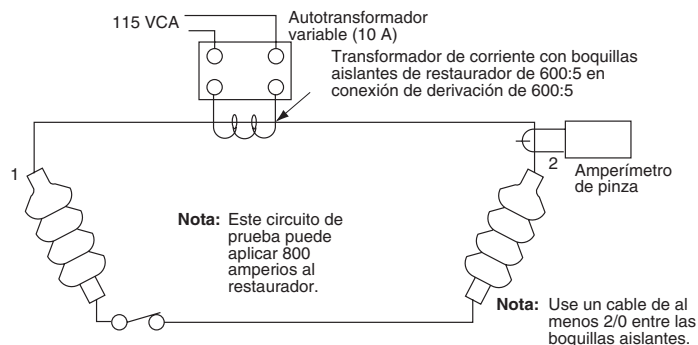 115 VCA
Autotransformador
variable (10 A)
Transformador de corriente con boquillas
aislantes de restaurador de 600:5 en
conexión de derivación de 600:5
1
2
Amperímetro
de pinza
Nota: Este circuito de
prueba puede
aplicar 800
amperios al
restaurador.
Nota: Use un cable de al
menos 2/0 entre las
boquillas aislantes.